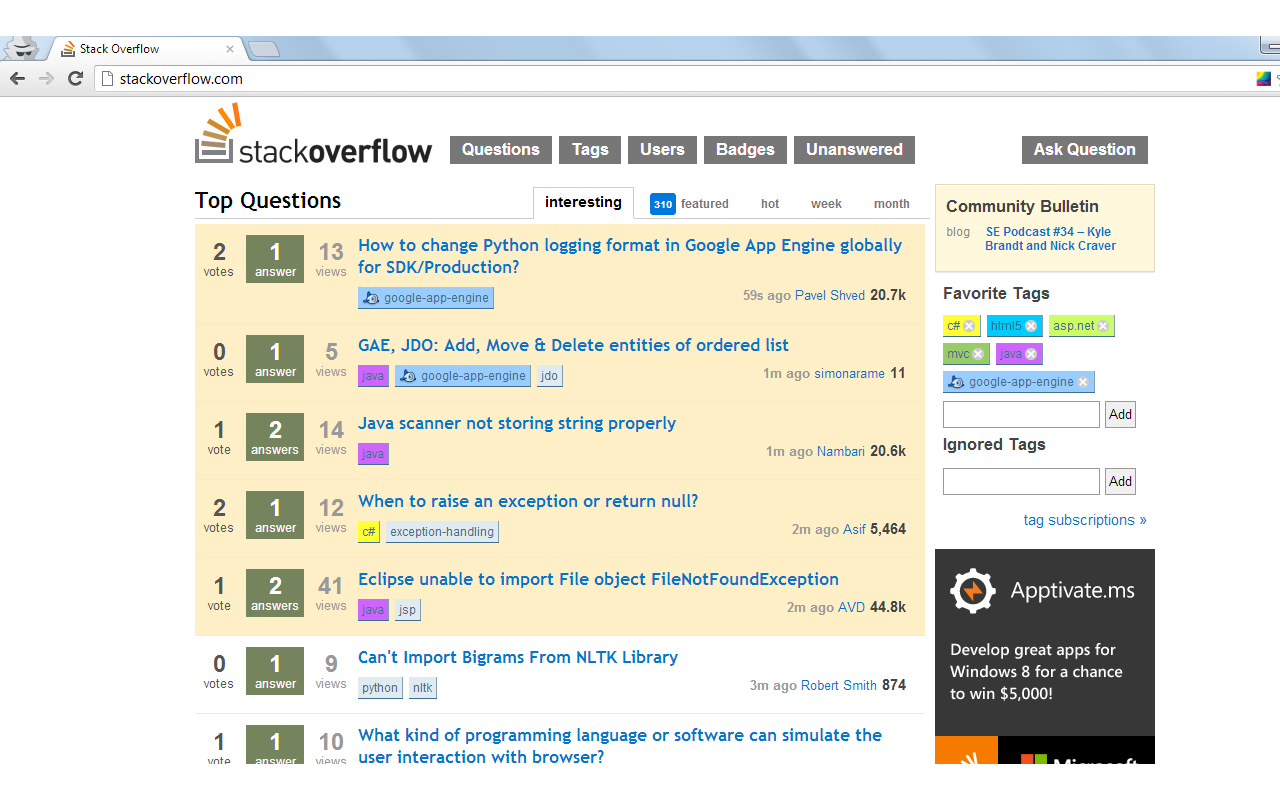 Stack Overflow
stackoverflow.com
stackoverflow
Questions Tags Users Badges Unanswered Ask Question
Top Questions interesting 310 featured hot week month
2 votes 1 answer 13 views
How to change Python logging format in Google App Engine globally
for SDK/Production?
google-app-engine
59s ago Pavel Shved 20.7k
0 votes 1 answer 5 views
GAE, JDO: Add, Move & Delete entities of ordered list
java google-app-engine jdo
1m ago simonarame 11
1 vote 2 answers 14 views
Java scanner not storing string properly
java
1m ago Nambari 20.6k
2 votes 1 answer 12 views
When to raise an exception or return null?
c# exception-handling
2m ago Asif 5,464
1 vote 2 answers 41 views
Eclipse unable to import File object FileNotFoundException
java jsp
2m ago AVD 44.8k
0 votes 1 answer 9 views
Can't Import Bigrams From NLTK Library
python nltk
3m ago Robert Smith 874
1 vote 1 answer 10 views
What kind of programming language or software can simulate the
user interaction with browser?
Community Bulletin
blog SE Podcast #34 – Kyle
Brandt and Nick Craver
Favorite Tags
c# html5 asp.net
mvc java
google-app-engine
Add
Ignored Tags
Add
tag subscriptions »
Apptivate.ms
Develop great apps for
Windows 8 for a chance
to win $5,000!
Microsoft